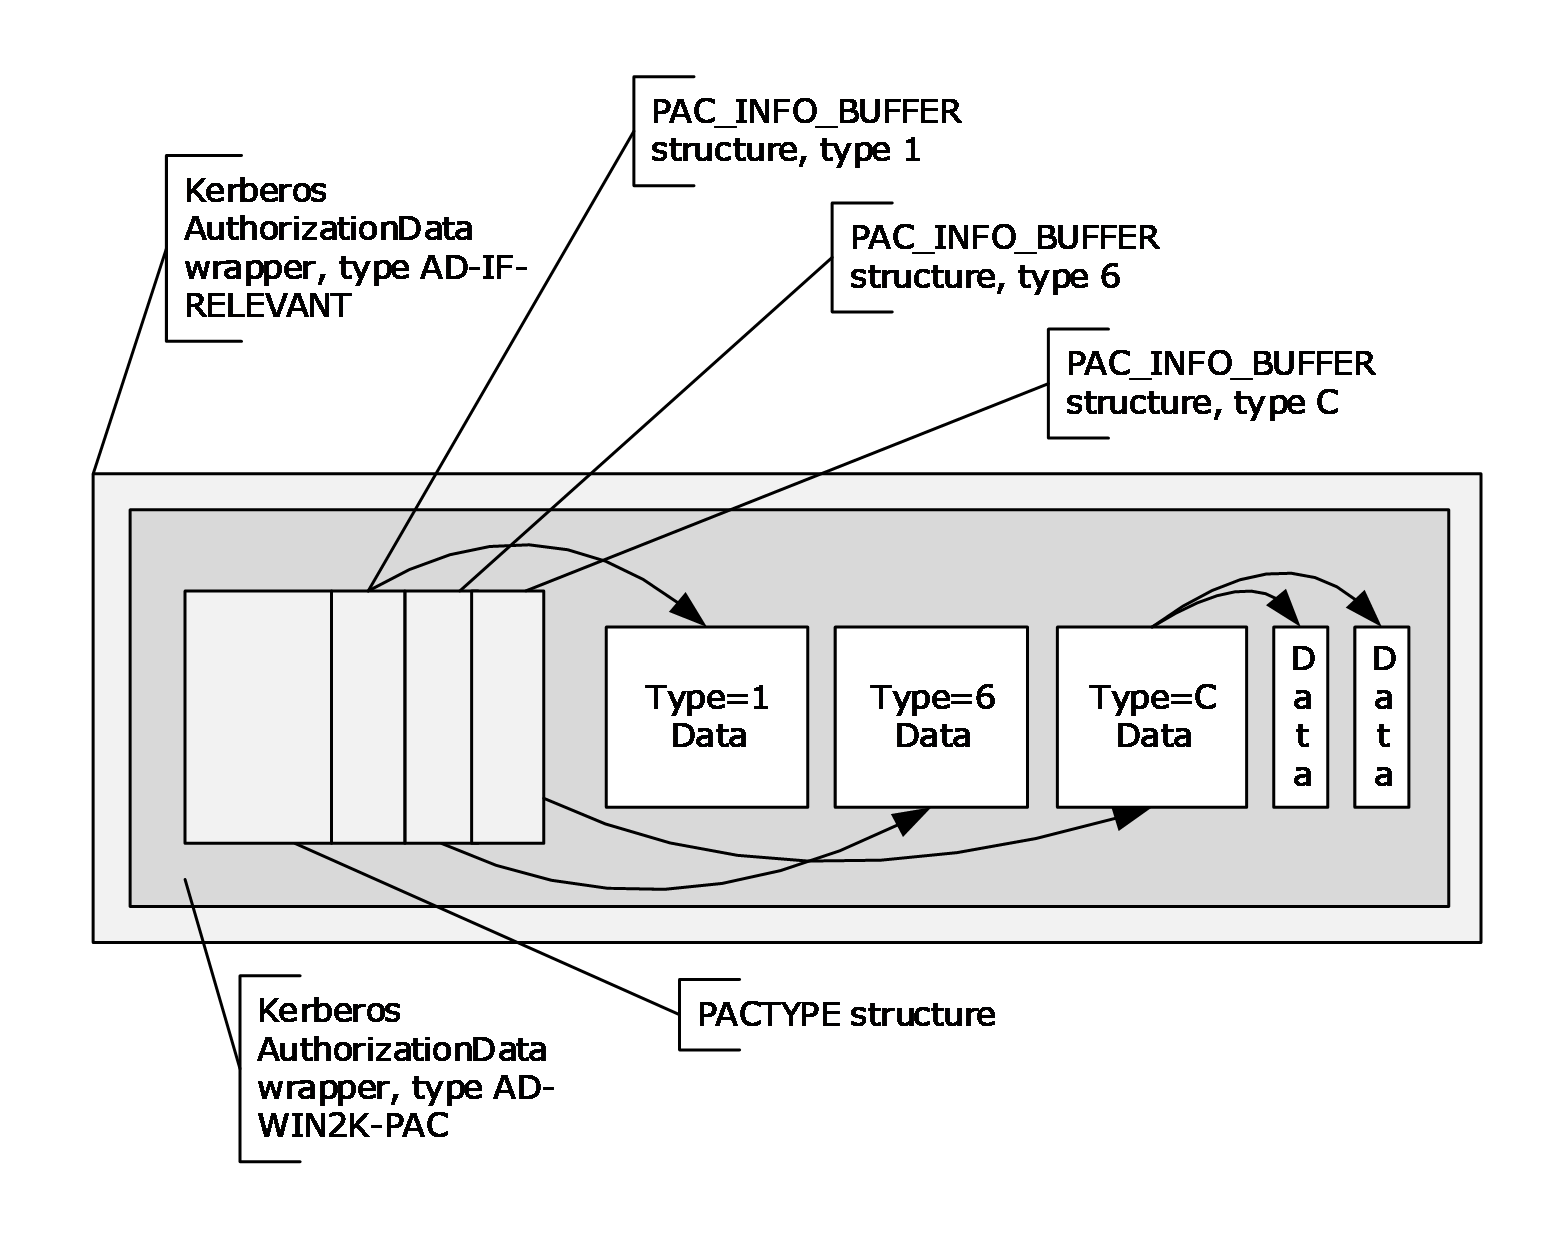 PAC_INFO_BUFFER
structure, type 1
Kerberos
AuthorizationData
wrapper, type AD-IF-
RELEVANT
PAC_INFO_BUFFER
structure, type 6
PAC_INFO_BUFFER
structure, type C
Type=1
Data
Type=6
Data
Type=C
Data
D
a
t
a
D
a
t
a
Kerberos
AuthorizationData
wrapper, type AD-
WIN2K-PAC
PACTYPE structure